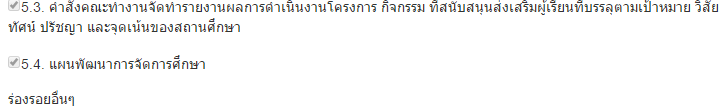 5.3. คำสั่งคณะทำงานจัดทำรายงานผลการดำเนินงานโครงการ กิจกรรม ที่สนับสนุนส่งเสริมผู้เรียนที่บรรลุตามเป้าหมาย วิสัย
ทัศน์ ปรัชญา และจุดเน้นของสถานศึกษา
5.4. แผนพัฒนาการจัดการศึกษา
ร่องรอยอื่นๆ